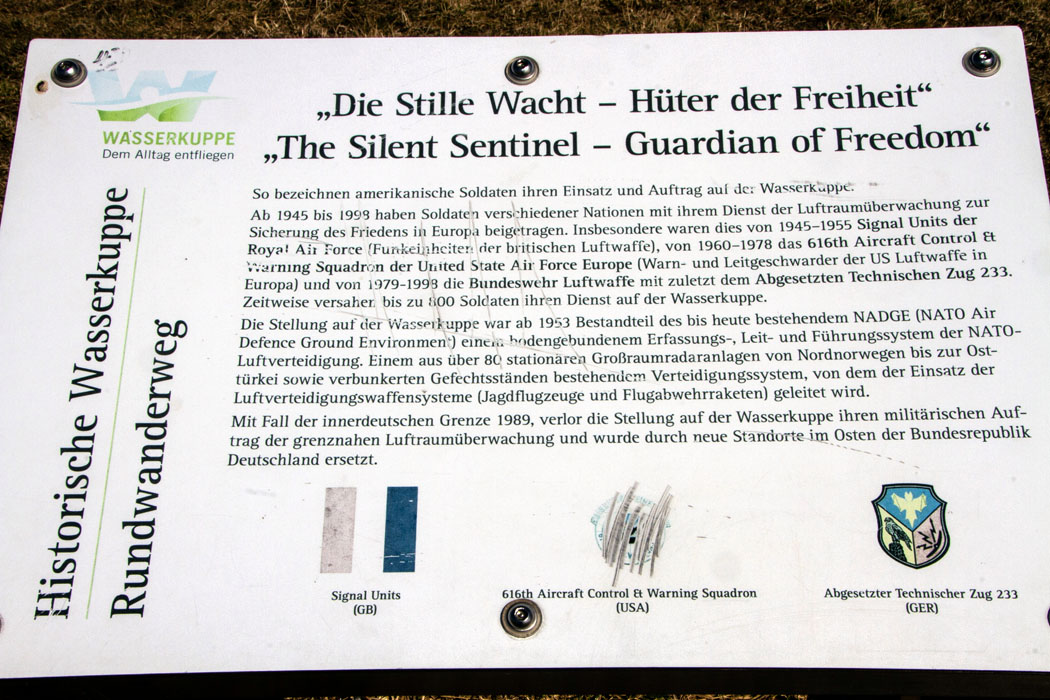 WASSERKUPPE
Dem Alltag entfliegen
Historische Wasserkuppe
Rundwanderweg
„Die Stille Wacht – Hüter der Freiheit“
„The Silent Sentinel – Guardian of Freedom“
So bezeichnen amerikanische Soldaten ihren Einsatz und Auftrag auf der Wasserkuppe.
Ab 1945 bis 1998 haben Soldaten verschiedener Nationen mit ihrem Dienst der Luftraumüberwachung zur
Sicherung des Friedens in Europa beigetragen. Insbesondere waren dies von 1945–1955 Signal Units der
Royal Air Force (Funkeinheiten der britischen Luftwaffe), von 1960–1978 das 616th Aircraft Control &
Warning Squadron der United State Air Force Europe (Warn- und Leitgeschwarder der US Luftwaffe in
Europa) und von 1979–1998 die Bundeswehr Luftwaffe mit zuletzt dem Abgesetzten Technischen Zug 233.
Zeitweise versahen bis zu 800 Soldaten ihren Dienst auf der Wasserkuppe.
Die Stellung auf der Wasserkuppe war ab 1953 Bestandteil des bis heute bestehendem NADGE (NATO Air
Defence Ground Environment) einem bodengebundenem Erfassungs-, Leit- und Führungssystem der NATO-
Luftverteidigung. Einem aus über 80 stationären Großraumradaranlagen von Nordnorwegen bis zur Ost-
türkei sowie verbunkerten Gefechtsständen bestehendem Verteidigungssystem, von dem der Einsatz der
Luftverteidigungswaffensysteme (Jagdflugzeuge und Flugabwehrraketen) geleitet wird.
Mit Fall der innerdeutschen Grenze 1989, verlor die Stellung auf der Wasserkuppe ihren militärischen Auf-
trag der grenznahen Luftraumüberwachung und wurde durch neue Standorte im Osten der Bundesrepublik
Deutschland ersetzt.
Signal Units
(GB)
616th Aircraft Control & Warning Squadron
(USA)
Abgesetzter Technischer Zug 233
(GER)